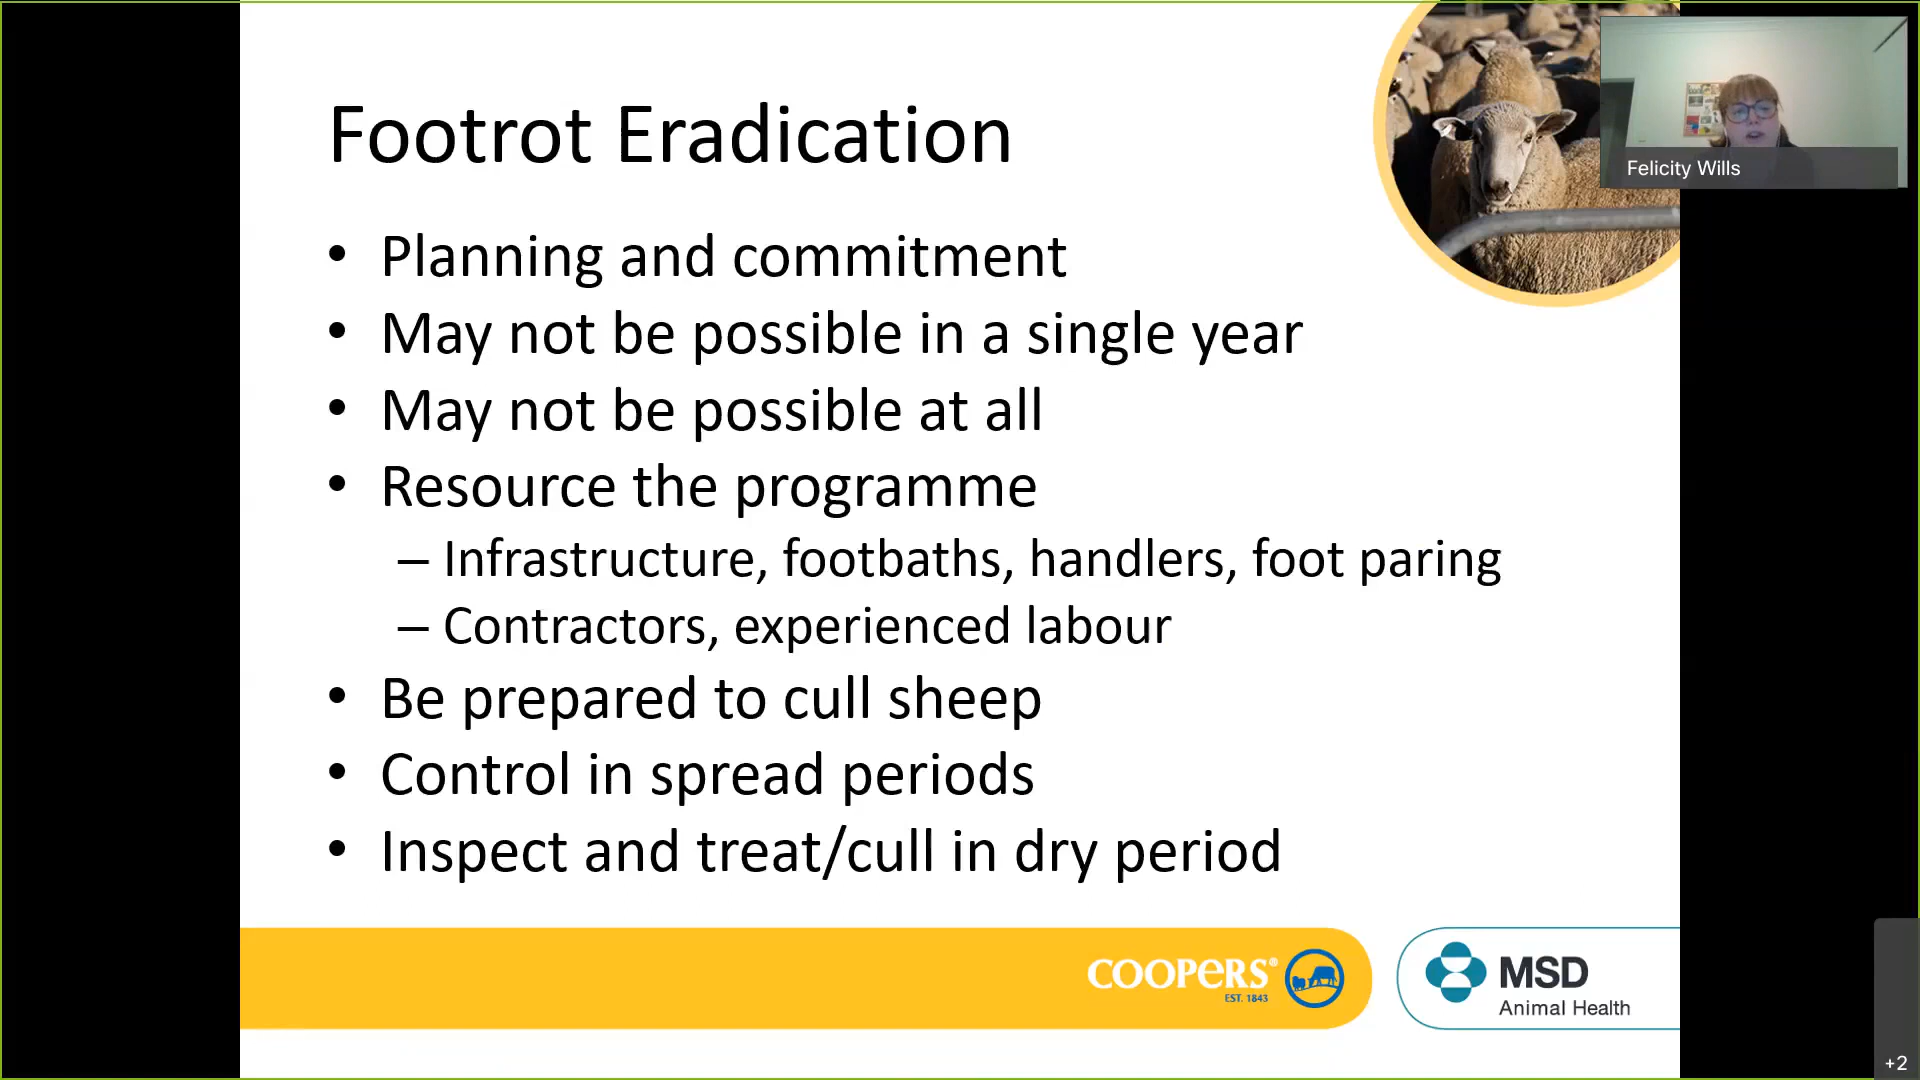 Footrot Eradication
Felicity Wills
• Planning and commitment
• May not be possible in a single year
• May not be possible at all
• Resource the programme
– Infrastructure, footbaths, handlers, foot paring
– Contractors, experienced labour
• Be prepared to cull sheep
• Control in spread periods
• Inspect and treat/cull in dry period
COOPERS®
EST. 1843
MSD
Animal Health
+2